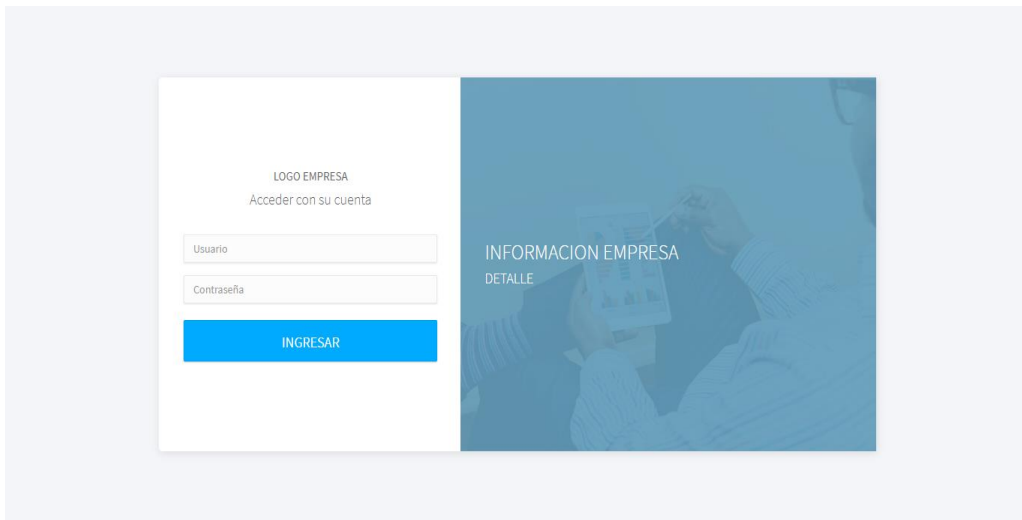 LOGO EMPRESA
Acceder con su cuenta
Usuario
Contraseña
INGRESAR
INFORMACION EMPRESA
DETALLE